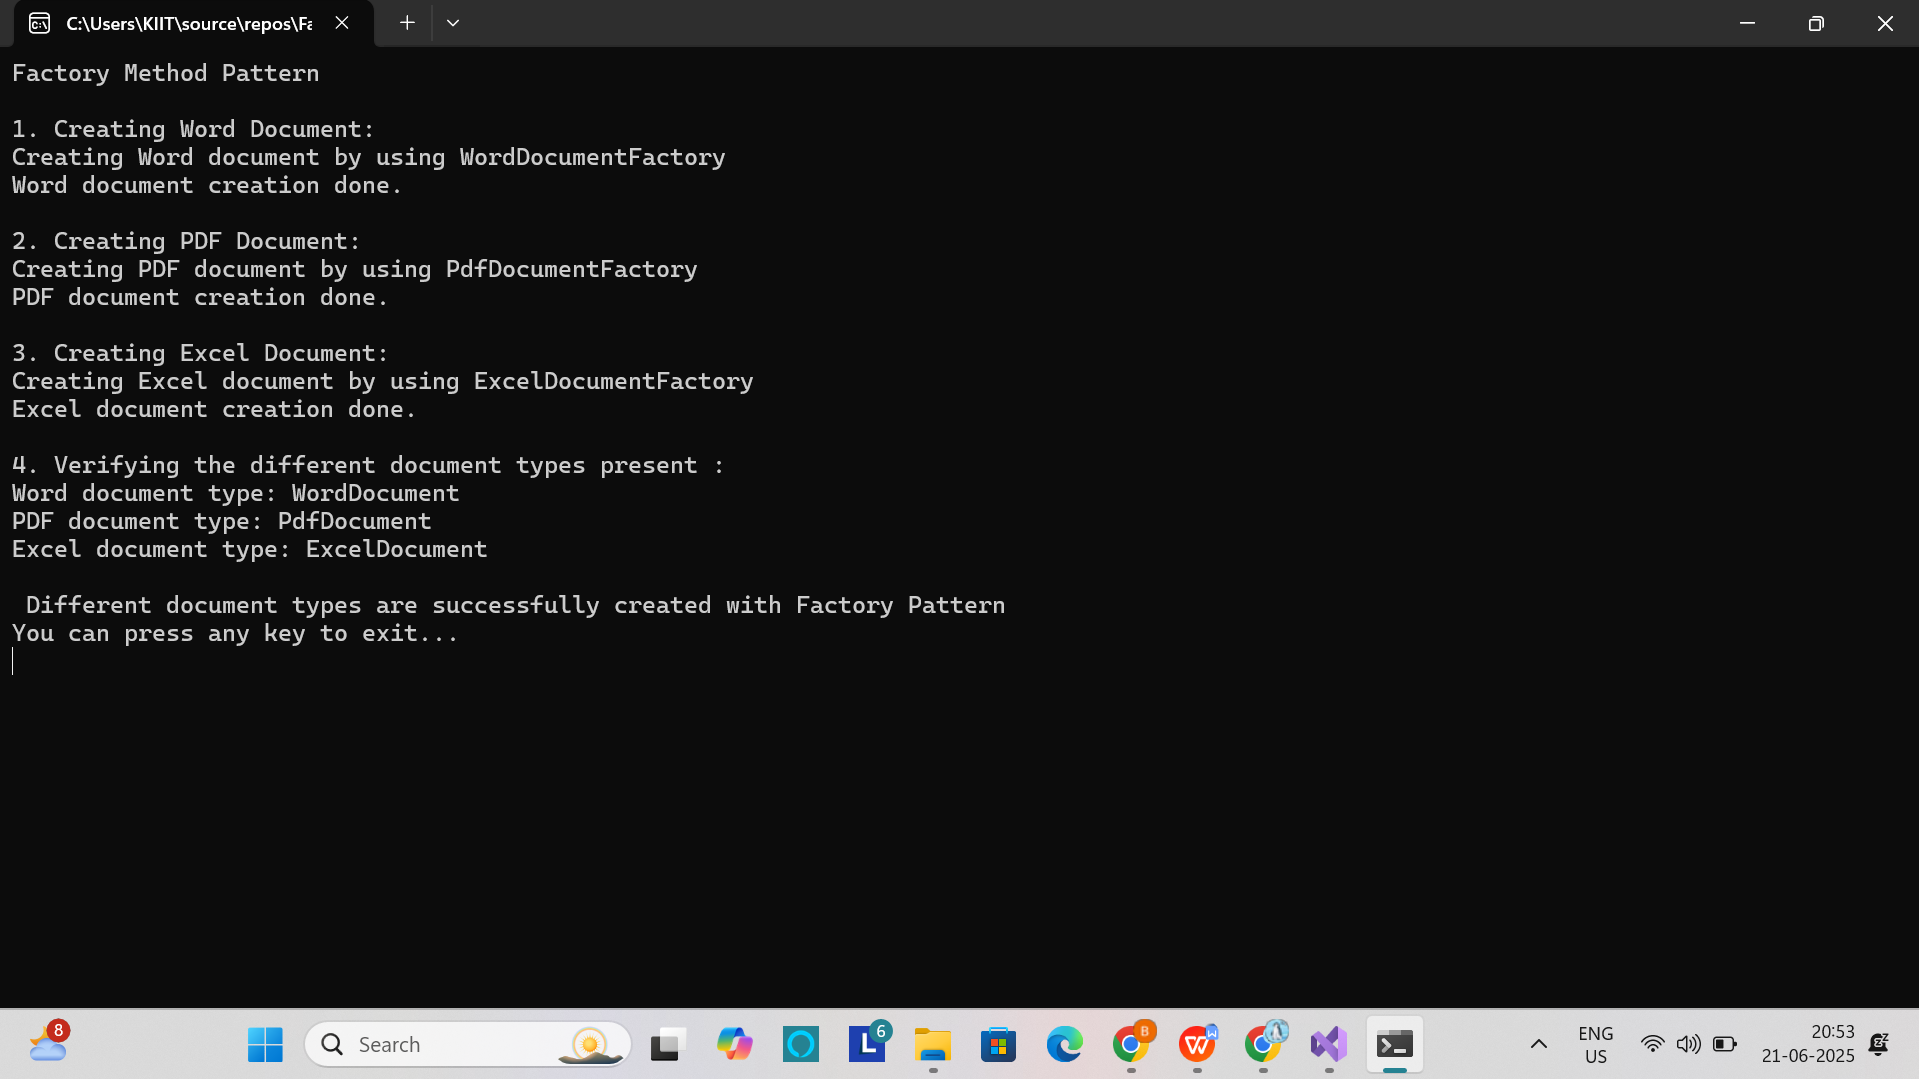 C:\Users\KIIT\source\repos\Fa
Factory Method Pattern
1. Creating Word Document:
Creating Word document by using WordDocumentFactory
Word document creation done.
2. Creating PDF Document:
Creating PDF document by using PdfDocumentFactory
PDF document creation done.
3. Creating Excel Document:
Creating Excel document by using ExcelDocumentFactory
Excel document creation done.
4. Verifying the different document types present :
Word document type: WordDocument
PDF document type: PdfDocument
Excel document type: ExcelDocument
Different document types are successfully created with Factory Pattern
You can press any key to exit...
8
Search
L 6
B
W
ENG
US
20:53
21-06-2025